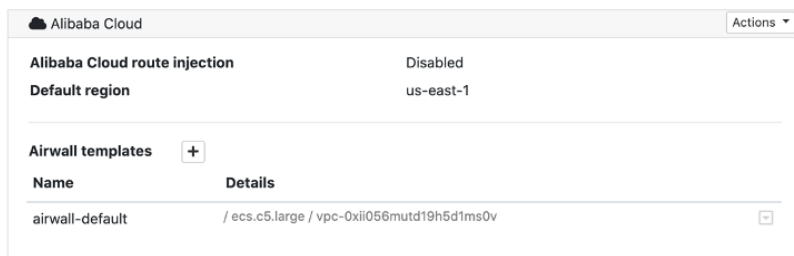 Alibaba Cloud Actions
Alibaba Cloud route injection Disabled
Default region us-east-1
Airwall templates +
Name Details
airwall-default / ecs.c5.large / vpc-0xii056mutd19h5d1ms0v